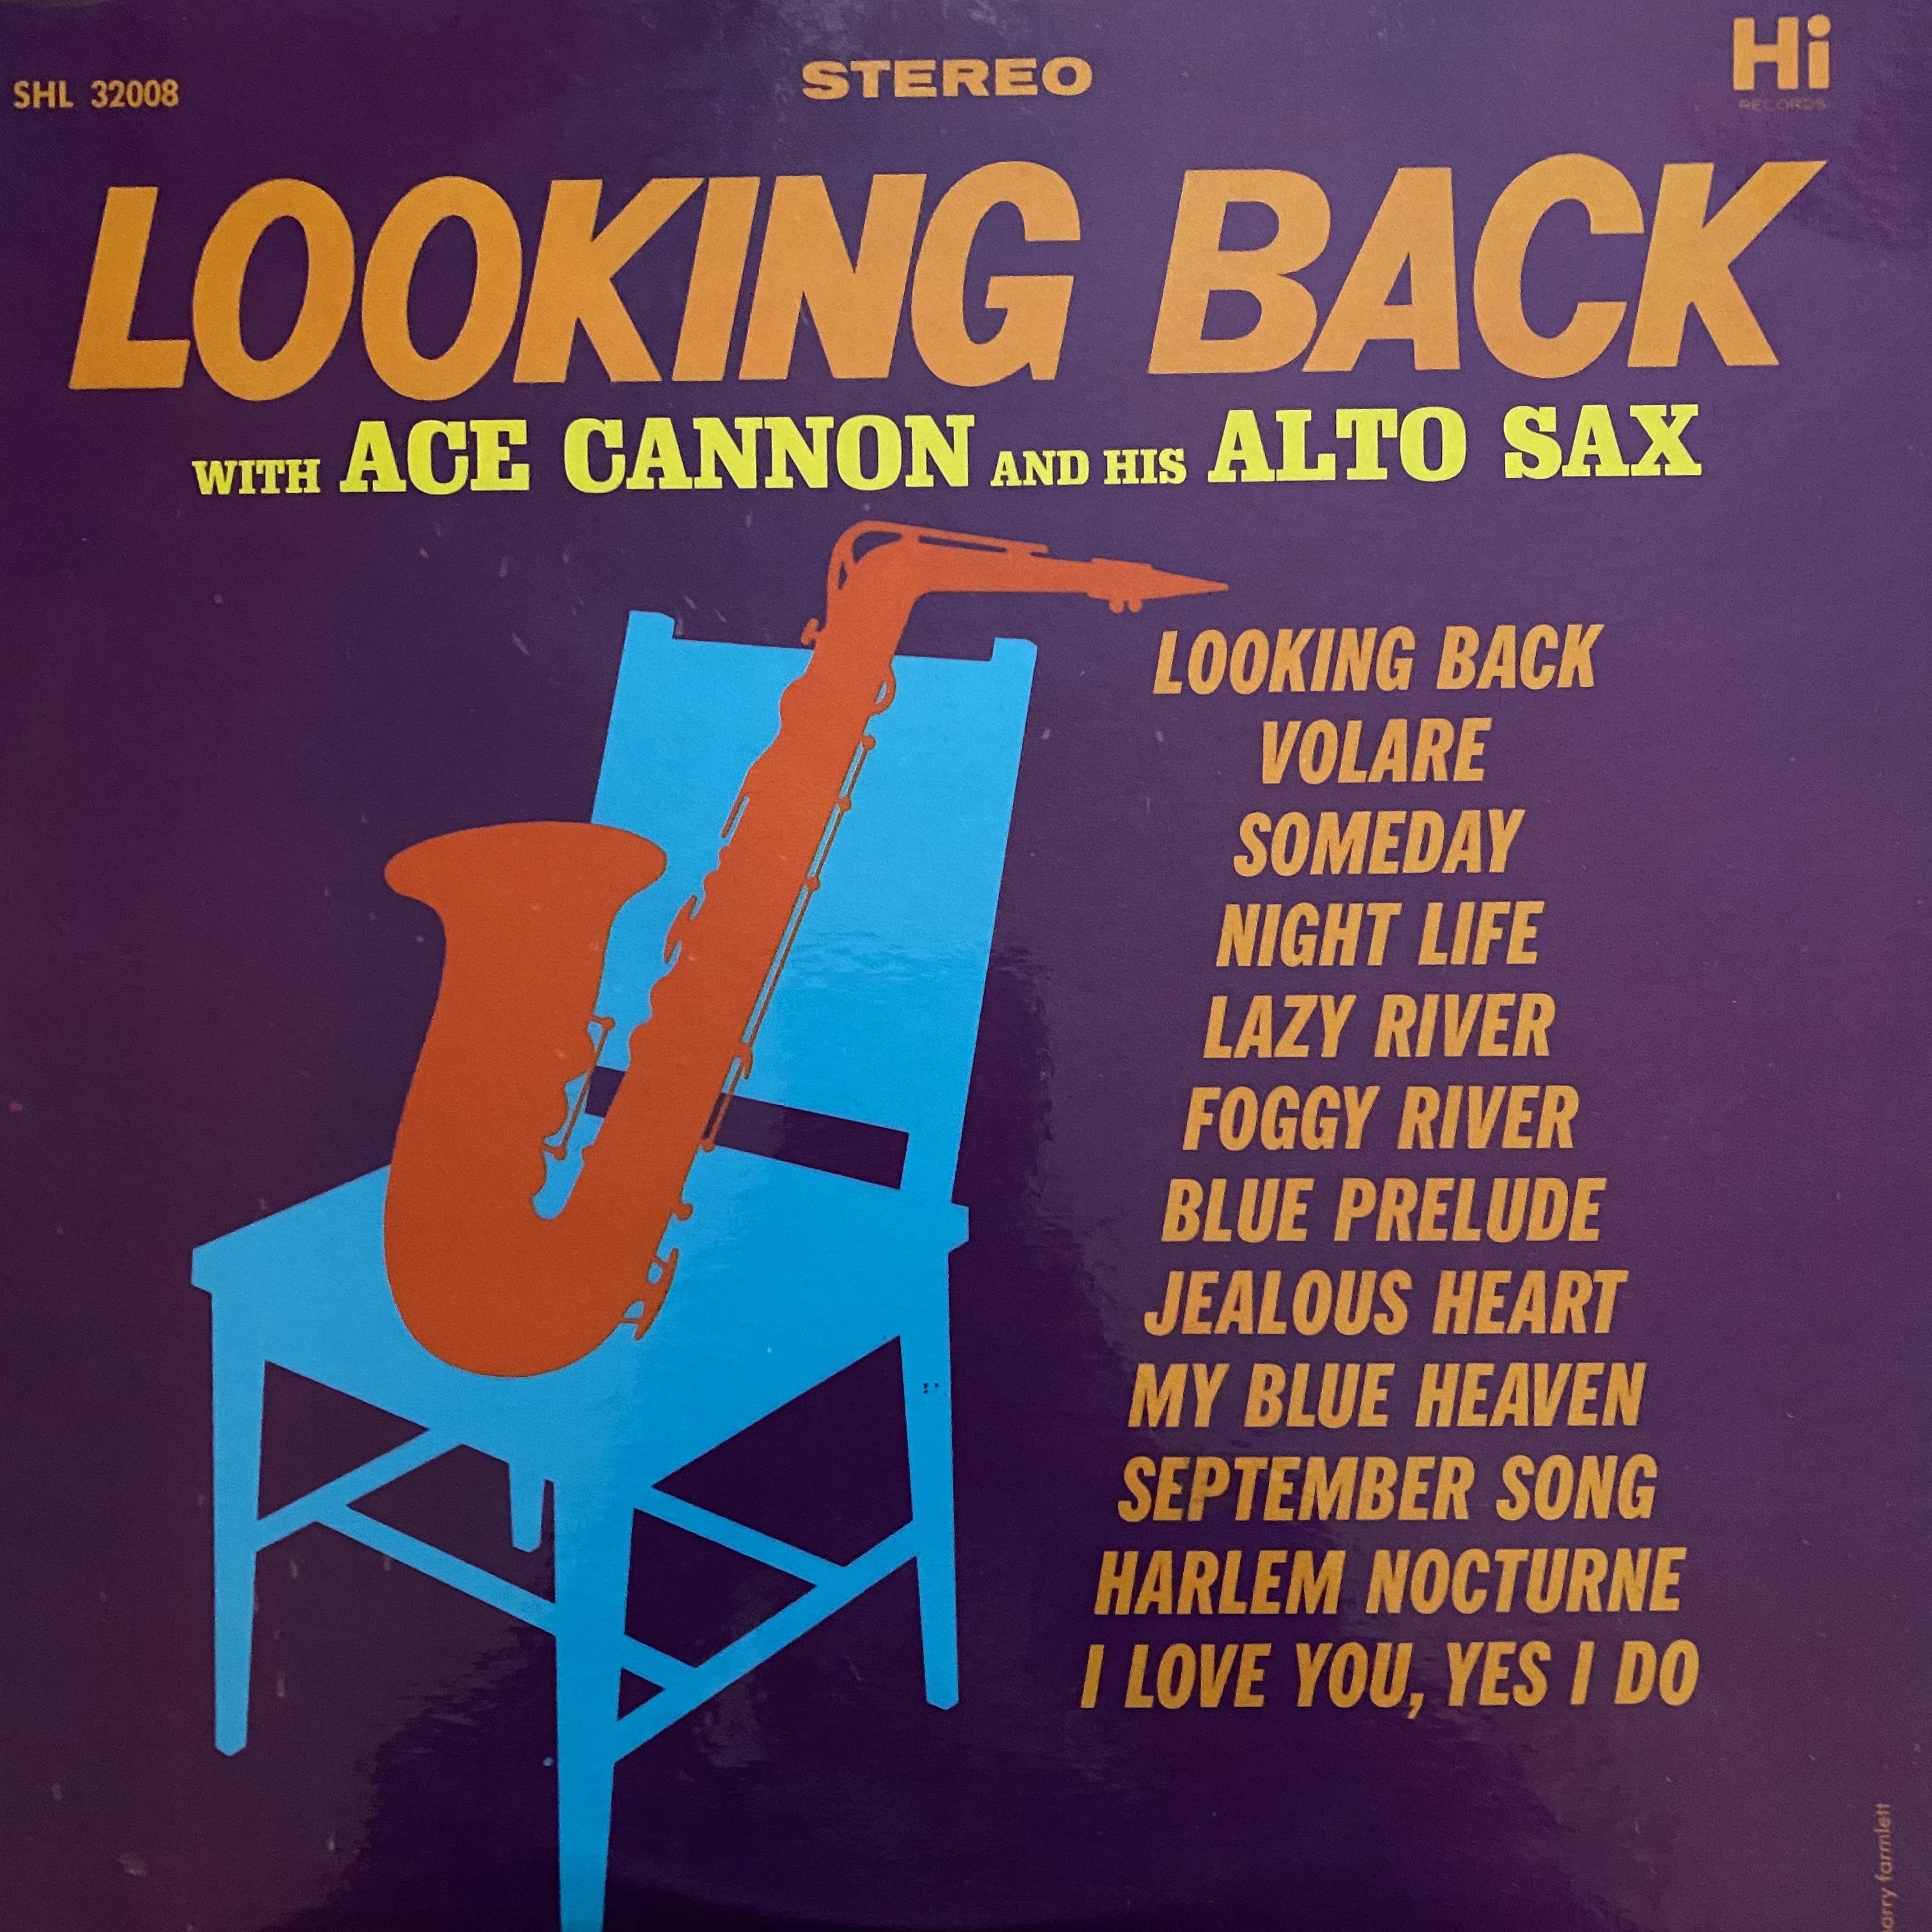 SHL 32008
STEREO
Hi
RECORDS
LOOKING BACK
WITH ACE CANNON AND HIS ALTO SAX
LOOKING BACK
VOLARE
SOMEDAY
NIGHT LIFE
LAZY RIVER
FOGGY RIVER
BLUE PRELUDE
JEALOUS HEART
MY BLUE HEAVEN
SEPTEMBER SONG
HARLEM NOCTURNE
I LOVE YOU, YES I DO
farmlett